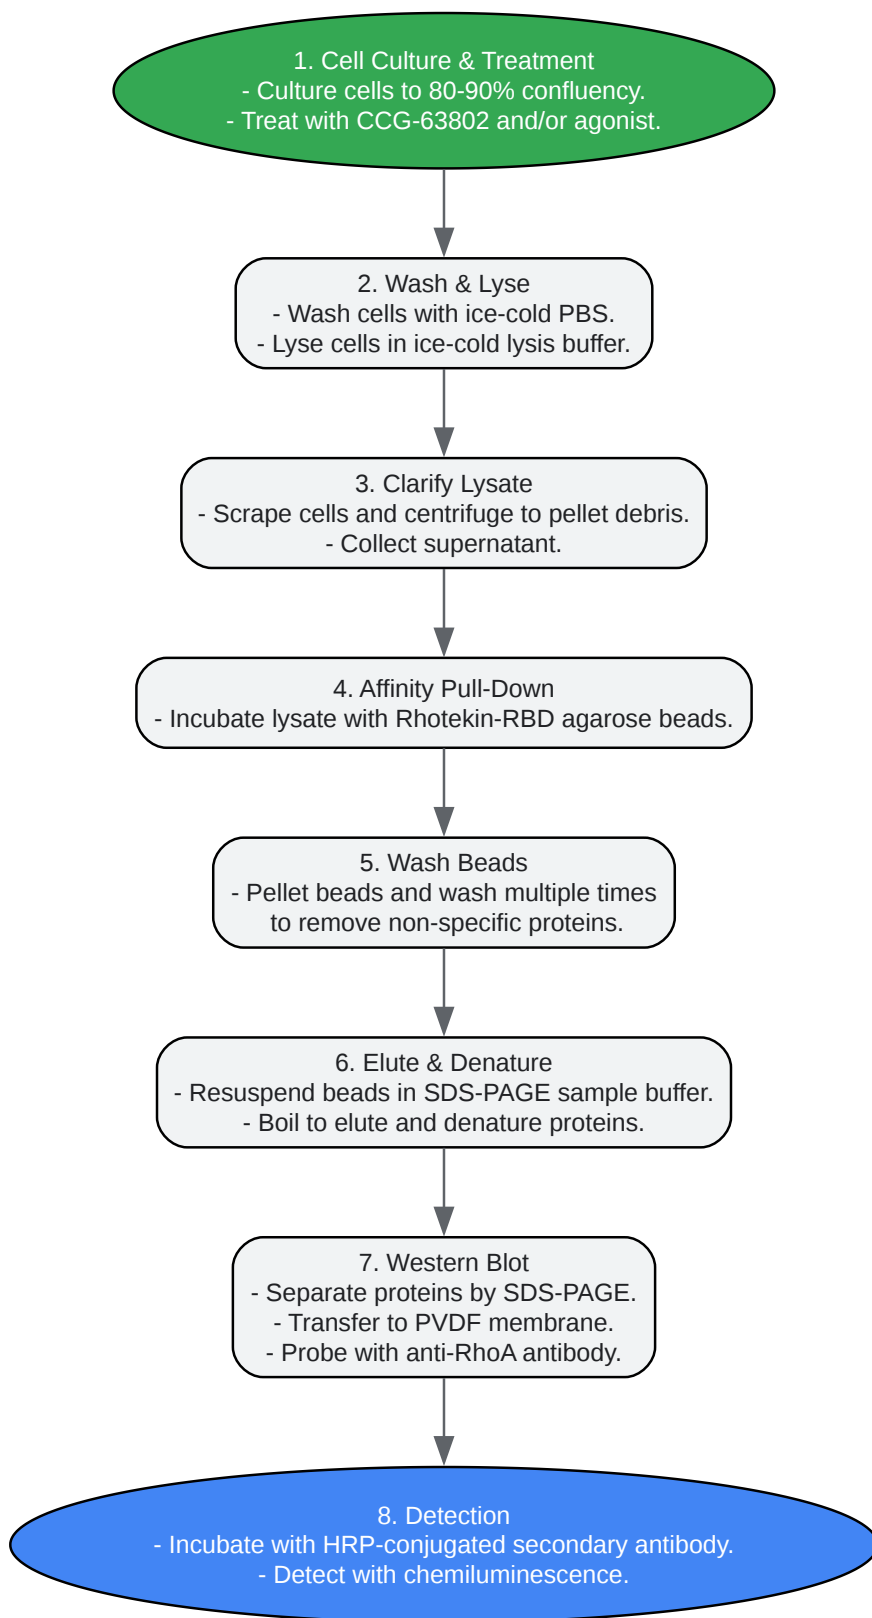 1. Cell Culture & Treatment
- Culture cells to 80-90% confluency.
- Treat with CCG-63802 and/or agonist.
2. Wash & Lyse
- Wash cells with ice-cold PBS.
- Lyse cells in ice-cold lysis buffer.
3. Clarify Lysate
- Scrape cells and centrifuge to pellet debris.
- Collect supernatant.
4. Affinity Pull-Down
- Incubate lysate with Rhotekin-RBD agarose beads.
5. Wash Beads
- Pellet beads and wash multiple times
to remove non-specific proteins.
6. Elute & Denature
- Resuspend beads in SDS-PAGE sample buffer.
- Boil to elute and denature proteins.
7. Western Blot
- Separate proteins by SDS-PAGE.
- Transfer to PVDF membrane.
- Probe with anti-RhoA antibody.
8. Detection
- Incubate with HRP-conjugated secondary antibody.
- Detect with chemiluminescence.